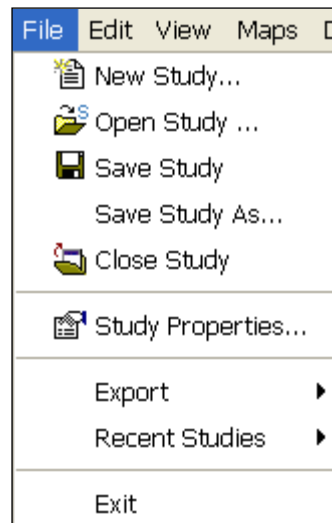 File Edit View Maps
New Study...
Open Study ...
Save Study
Save Study As...
Close Study
Study Properties...
Export
Recent Studies
Exit